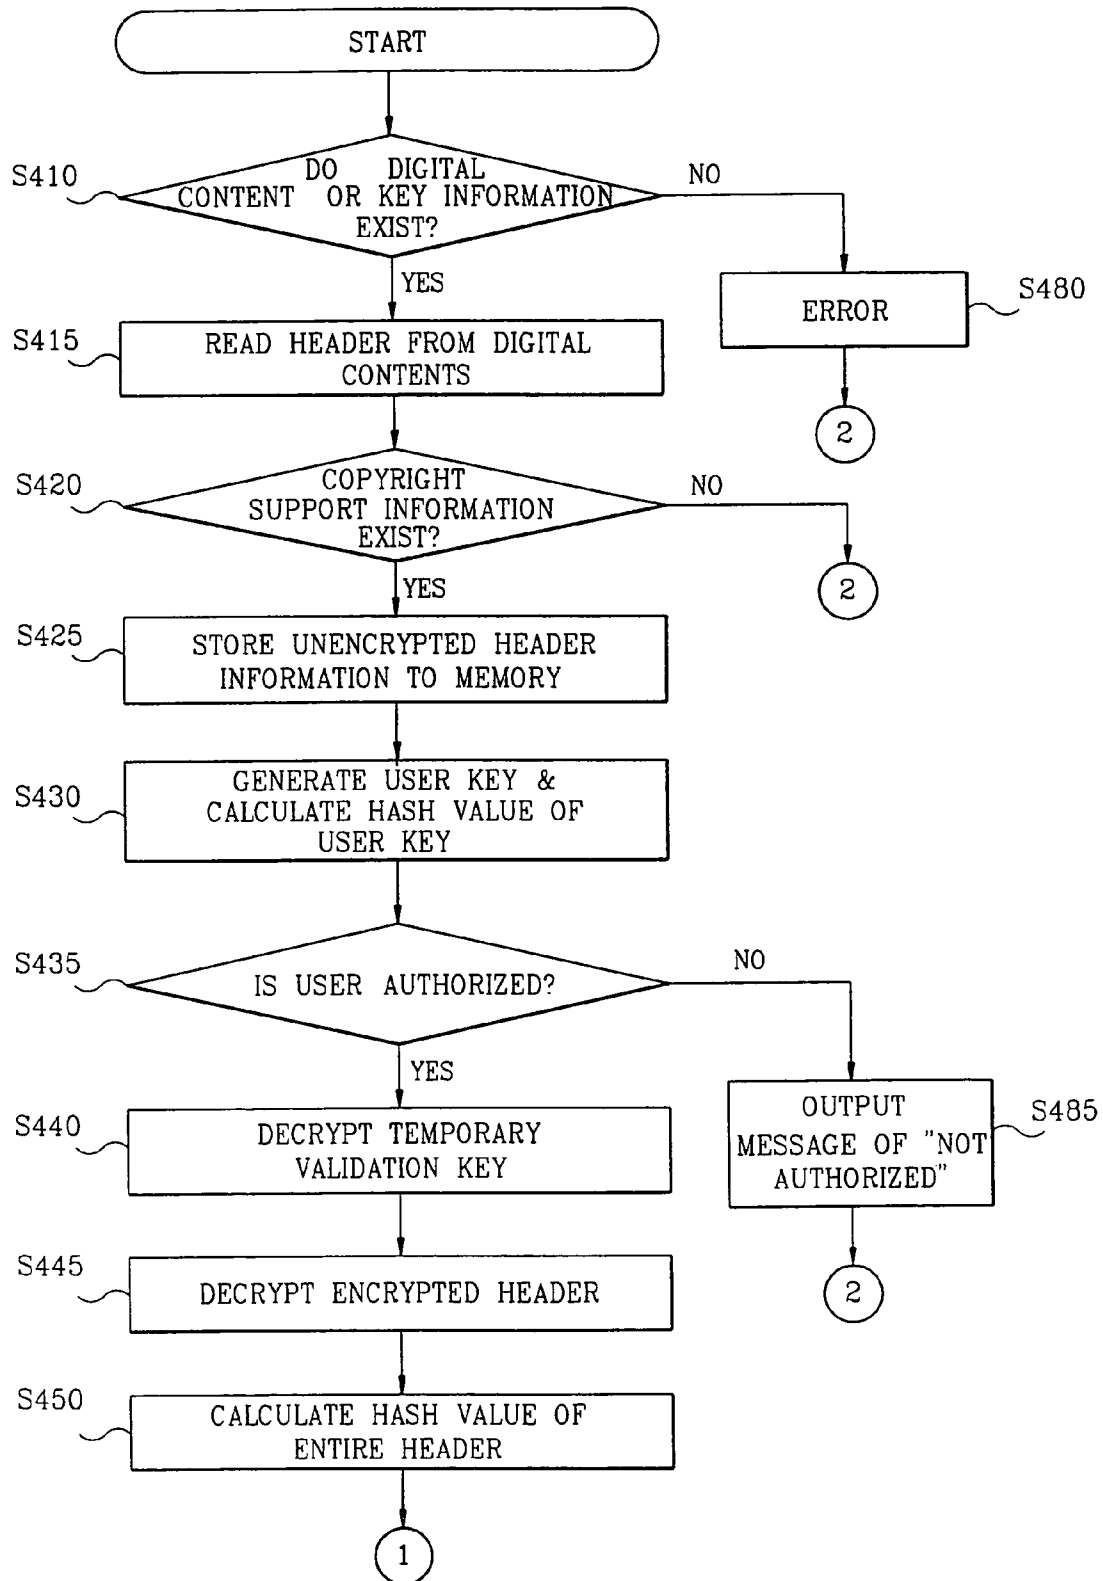 START
S410
DO DIGITAL
CONTENT OR KEY INFORMATION
EXIST?
NO
YES
S480
ERROR
2
S415
READ HEADER FROM DIGITAL
CONTENTS
S420
COPYRIGHT
SUPPORT INFORMATION
EXIST?
NO
YES
2
S425
STORE UNENCRYPTED HEADER
INFORMATION TO MEMORY
S430
GENERATE USER KEY &
CALCULATE HASH VALUE OF
USER KEY
S435
IS USER AUTHORIZED?
NO
YES
S485
OUTPUT
MESSAGE OF "NOT
AUTHORIZED"
2
S440
DECRYPT TEMPORARY
VALIDATION KEY
S445
DECRYPT ENCRYPTED HEADER
S450
CALCULATE HASH VALUE OF
ENTIRE HEADER
1